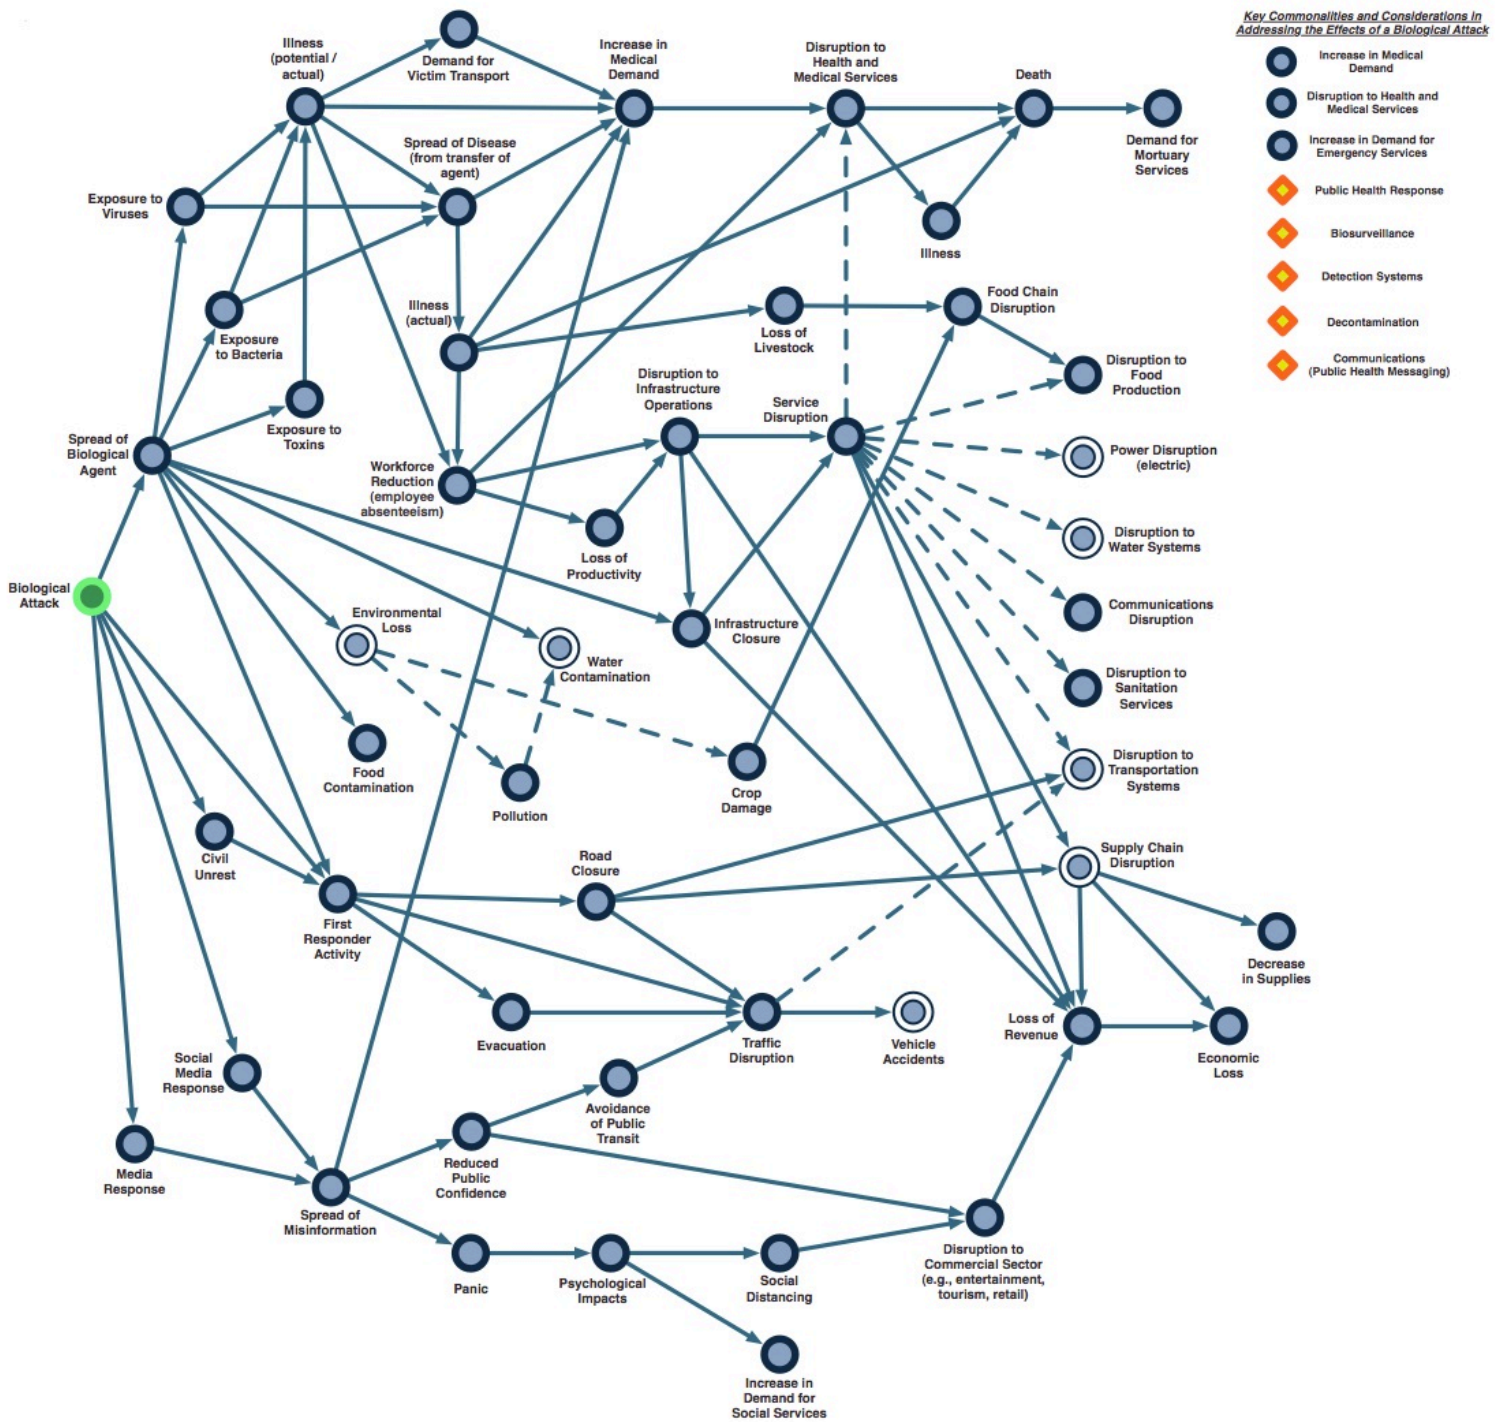 Key Commonalities and Considerations in
Addressing the Effects of a Biological Attack
Increase in Medical
Demand
Disruption to Health and
Medical Services
Increase in Demand for
Emergency Services
Public Health Response
Biosurveillance
Detection Systems
Decontamination
Communications
(Public Health Messaging)
Illness
(potential /
actual)
Demand for
Victim Transport
Increase in
Medical
Demand
Disruption to
Health and
Medical Services
Death
Demand for
Mortuary
Services
Spread of Disease
(from transfer of
agent)
Exposure to
Viruses
Illness
Exposure
to Bacteria
Illness
(actual)
Loss of
Livestock
Food Chain
Disruption
Disruption to
Food
Production
Exposure to
Toxins
Disruption to
Infrastructure
Operations
Service
Disruption
Spread of
Biological
Agent
Workforce
Reduction
(employee
absenteeism)
Power Disruption
(electric)
Loss of
Productivity
Disruption to
Water Systems
Biological
Attack
Environmental
Loss
Infrastructure
Closure
Communications
Disruption
Water
Contamination
Disruption to
Sanitation
Services
Food
Contamination
Pollution
Crop
Damage
Disruption to
Transportation
Systems
Civil
Unrest
Road
Closure
Supply Chain
Disruption
First
Responder
Activity
Decrease
in Supplies
Evacuation
Traffic
Disruption
Vehicle
Accidents
Loss of
Revenue
Economic
Loss
Social
Media
Response
Avoidance
of Public
Transit
Media
Response
Reduced
Public
Confidence
Spread of
Misinformation
Panic
Psychological
Impacts
Social
Distancing
Disruption to
Commercial Sector
(e.g., entertainment,
tourism, retail)
Increase in
Demand for
Social Services